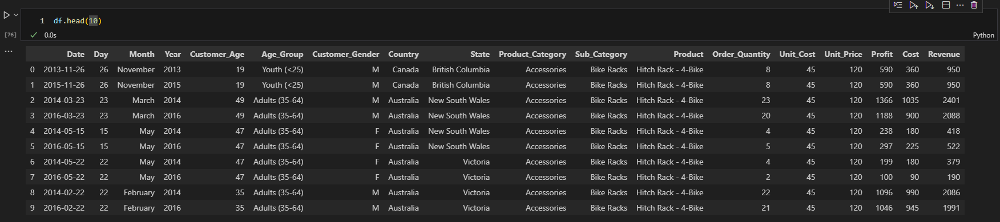 1 df.head(10)
[76] 0.0s Python
... Date Day Month Year Customer_Age Age_Group Customer_Gender Country State Product_Category Sub_Category Product Order_Quantity Unit_Cost Unit_Price Profit Cost Revenue
0 2013-11-26 26 November 2013 19 Youth (<25) M Canada British Columbia Accessories Bike Racks Hitch Rack - 4-Bike 8 45 120 590 360 950
1 2015-11-26 26 November 2015 19 Youth (<25) M Canada British Columbia Accessories Bike Racks Hitch Rack - 4-Bike 8 45 120 590 360 950
2 2014-03-23 23 March 2014 49 Adults (35-64) M Australia New South Wales Accessories Bike Racks Hitch Rack - 4-Bike 23 45 120 1366 1035 2401
3 2016-03-23 23 March 2016 49 Adults (35-64) M Australia New South Wales Accessories Bike Racks Hitch Rack - 4-Bike 20 45 120 1188 900 2088
4 2014-05-15 15 May 2014 47 Adults (35-64) F Australia New South Wales Accessories Bike Racks Hitch Rack - 4-Bike 4 45 120 238 180 418
5 2016-05-15 15 May 2016 47 Adults (35-64) F Australia New South Wales Accessories Bike Racks Hitch Rack - 4-Bike 5 45 120 297 225 522
6 2014-05-22 22 May 2014 47 Adults (35-64) F Australia Victoria Accessories Bike Racks Hitch Rack - 4-Bike 4 45 120 199 180 379
7 2016-05-22 22 May 2016 47 Adults (35-64) F Australia Victoria Accessories Bike Racks Hitch Rack - 4-Bike 2 45 120 100 90 190
8 2014-02-22 22 February 2014 35 Adults (35-64) M Australia Victoria Accessories Bike Racks Hitch Rack - 4-Bike 22 45 120 1096 990 2086
9 2016-02-22 22 February 2016 35 Adults (35-64) M Australia Victoria Accessories Bike Racks Hitch Rack - 4-Bike 21 45 120 1046 945 1991